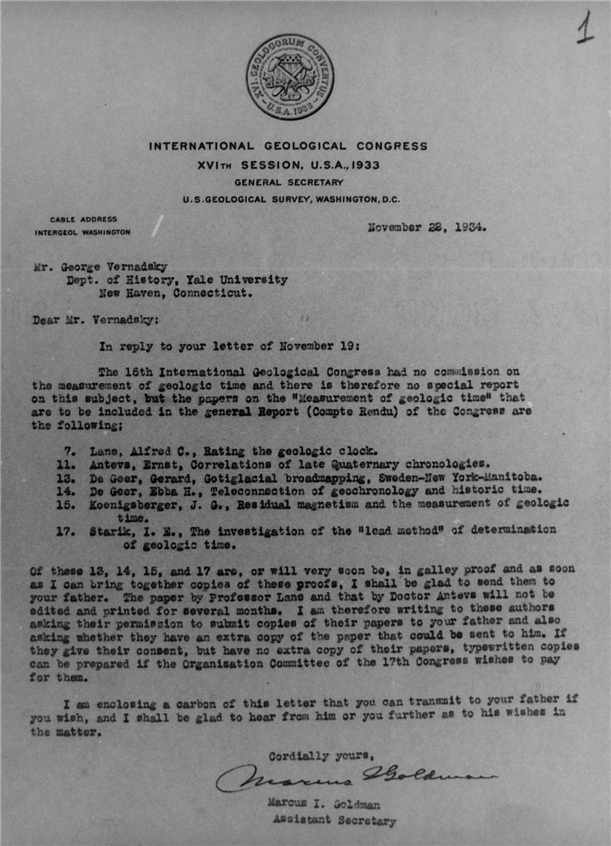 1
XVI·GEOLOGORUM CONVENTUS
U.S.A. 1933
INTERNATIONAL GEOLOGICAL CONGRESS
XVITH SESSION, U.S.A., 1933
GENERAL SECRETARY
U.S. GEOLOGICAL SURVEY, WASHINGTON, D.C.
CABLE ADDRESS
INTERGEOL WASHINGTON
November 22, 1934.
Mr. George Vernadsky
Dept. of History, Yale University
New Haven, Connecticut.
Dear Mr. Vernadsky:
In reply to your letter of November 19:
The 16th International Geological Congress had no commission on
the measurement of geologic time and there is therefore no special report
on this subject, but the papers on the "Measurement of geologic time" that
are to be included in the general Report (Compte Rendu) of the Congress are
the following;
7. Lane, Alfred C., Rating the geologic clock.
11. Antevs, Ernst, Correlations of late Quaternary chronologies.
13. De Geer, Gerard, Gotiglacial broadmapping, Sweden-New York-Manitoba.
14. De Geer, Ebba H., Teleconnection of geochronology and historic time.
15. Koenigsberger, J. G., Residual magnetism and the measurement of geologic
time.
17. Starik, I. E., The investigation of the "lead method" of determination
of geologic time.
Of these 13, 14, 15, and 17 are, or will very soon be, in galley proof and as soon
as I can bring together copies of these proofs, I shall be glad to send them to
your father. The paper by Professor Lane and that by Doctor Antevs will not be
edited and printed for several months. I am therefore writing to these authors
asking their permission to submit copies of their papers to your father and also
asking whether they have an extra copy of the paper that could be sent to him. If
they give their consent, but have no extra copy of their papers, typewritten copies
can be prepared if the Organization Committee of the 17th Congress wishes to pay
for them.
I am enclosing a carbon of this letter that you can transmit to your father if
you wish, and I shall be glad to hear from him or you further as to his wishes in
the matter.
Cordially yours,
Marcus I Goldman
Marcus I. Goldman
Assistant Secretary